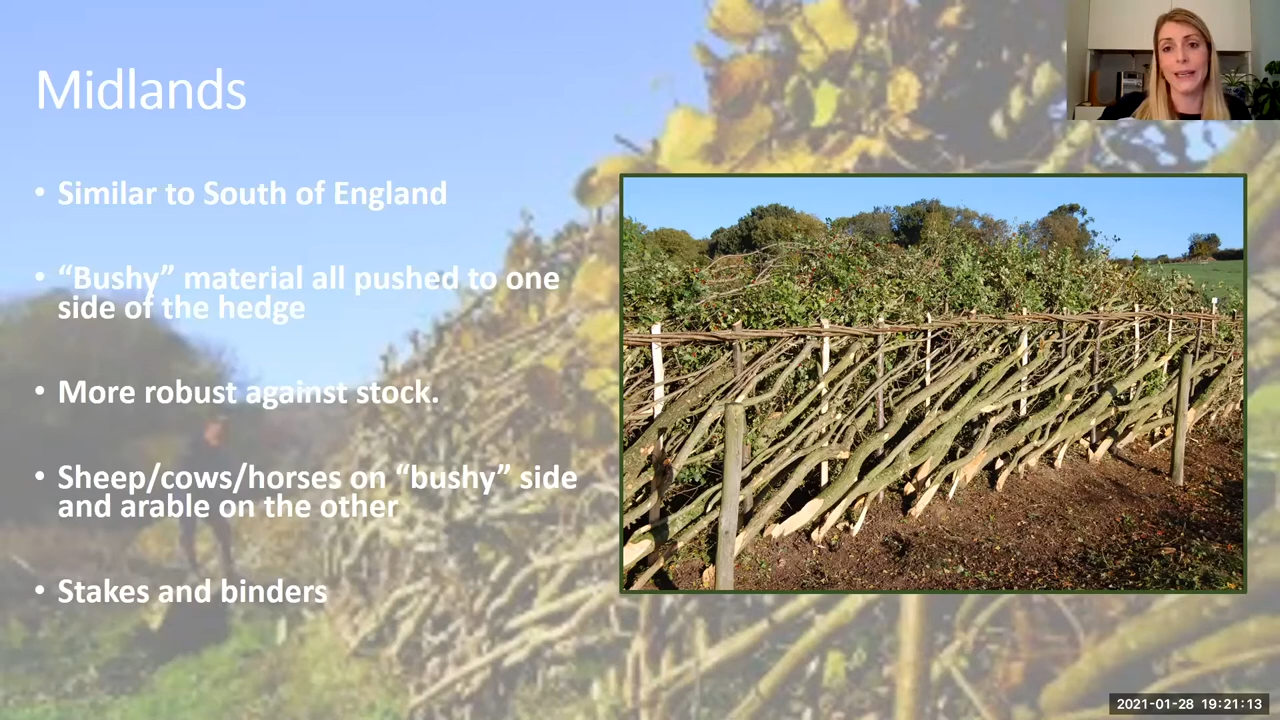 Midlands
• Similar to South of England
• “Bushy” material all pushed to one
side of the hedge
• More robust against stock.
• Sheep/cows/horses on “bushy” side
and arable on the other
• Stakes and binders
2021-01-28 19:21:13